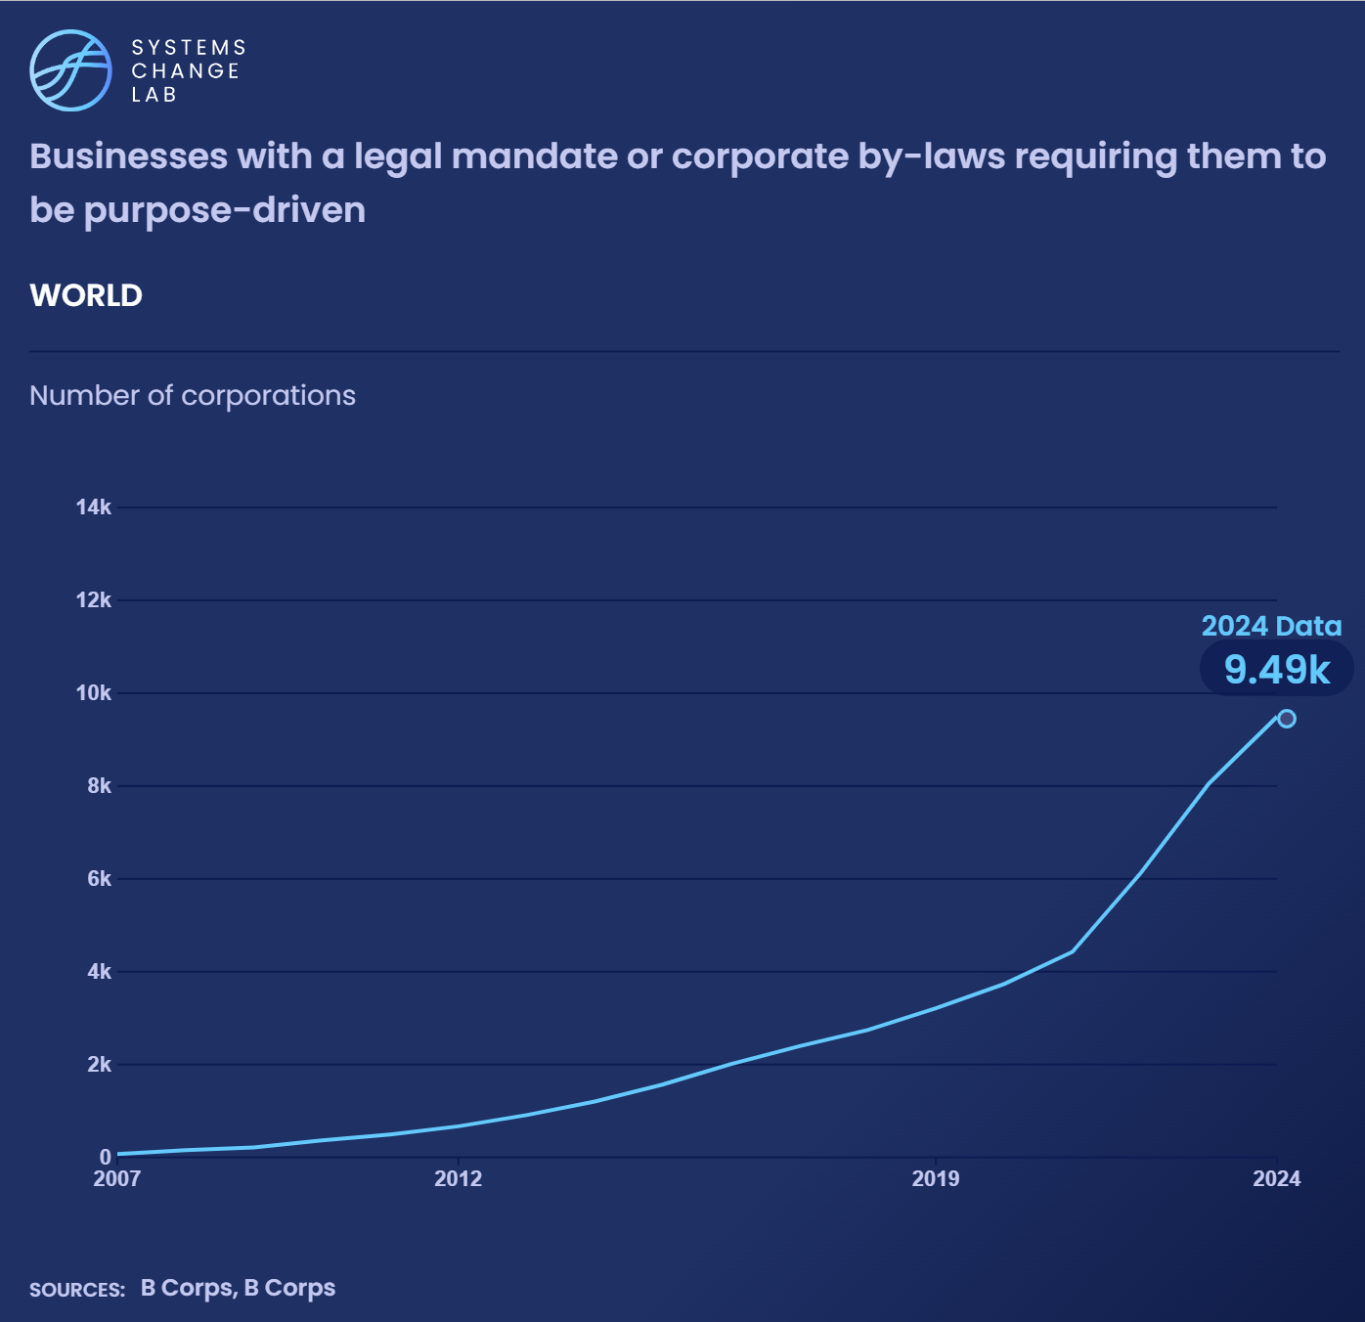 SYSTEMS
CHANGE
LAB
Businesses with a legal mandate or corporate by-laws requiring them to
be purpose-driven
WORLD
Number of corporations
14k
12k
2024 Data
9.49k
10k
8k
6k
4k
2k
0
2007 2012 2019 2024
SOURCES: B Corps, B Corps